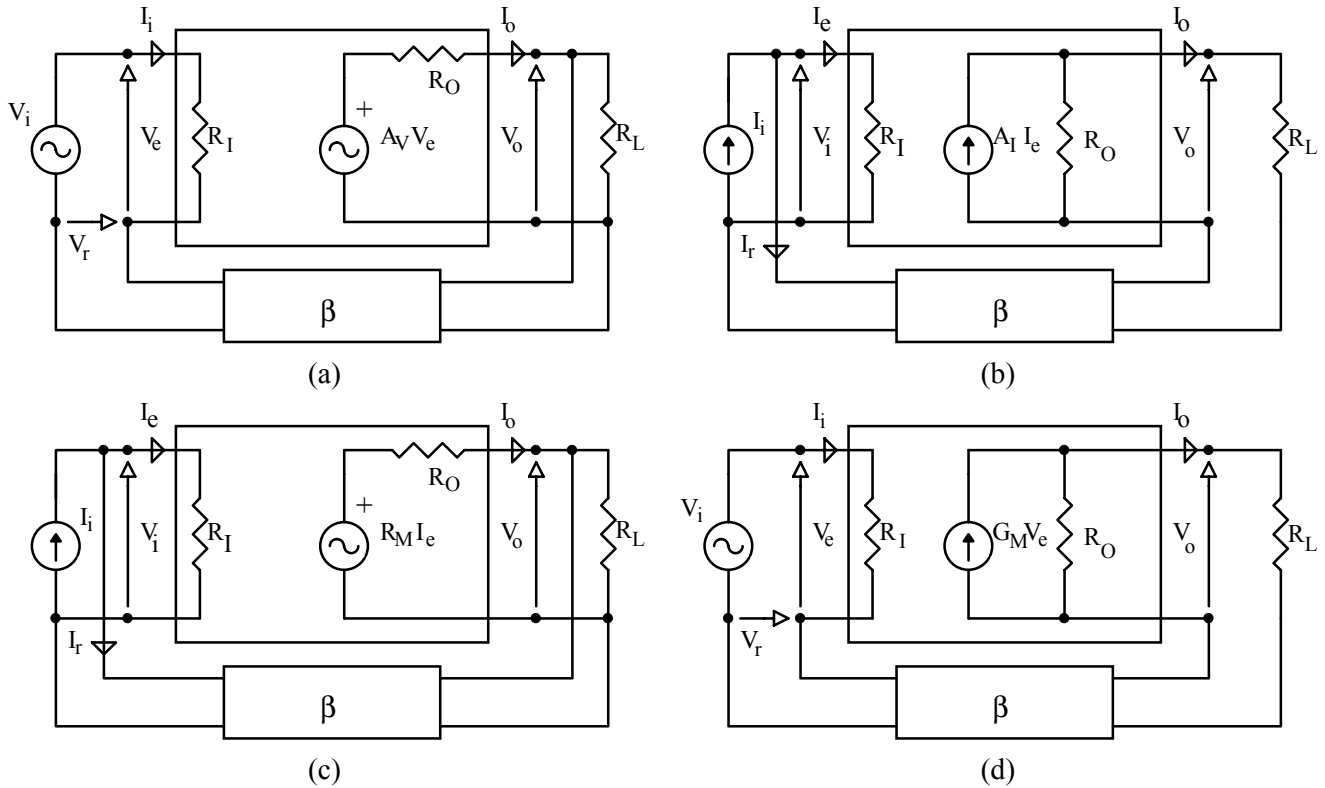 I_i
I_o
V_i
V_e
R_I
+
A_V V_e
R_O
V_o
R_L
V_r
β
(a)
I_e
I_o
I_i
V_i
R_I
A_I I_e
R_O
V_o
R_L
I_r
β
(b)
I_e
I_o
I_i
V_i
R_I
+
R_M I_e
R_O
V_o
R_L
I_r
β
(c)
I_i
I_o
V_i
V_e
R_I
G_M V_e
R_O
V_o
R_L
V_r
β
(d)